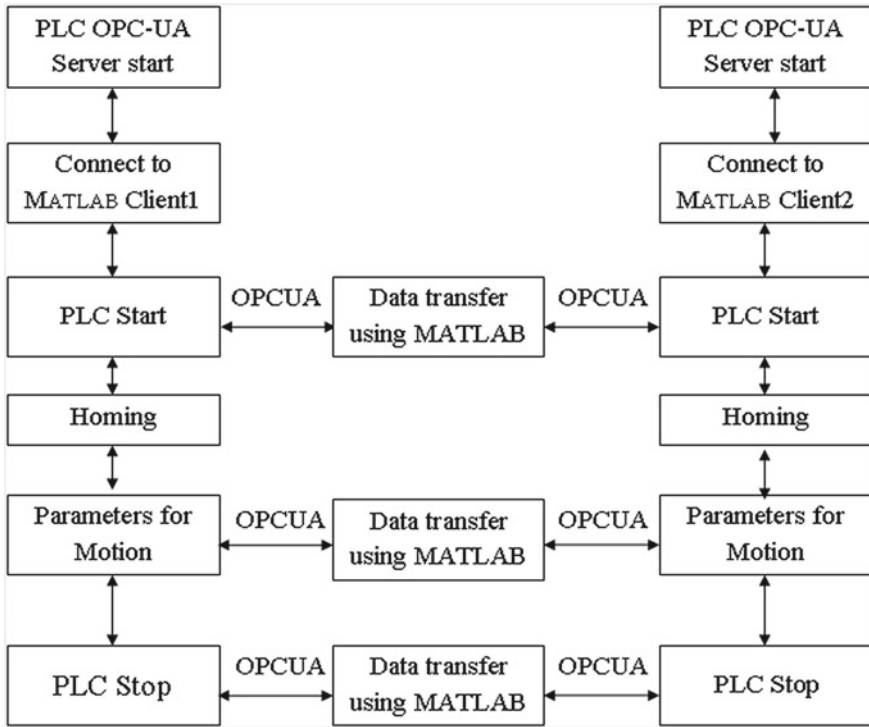 PLC OPC-UA
Server start
PLC OPC-UA
Server start
Connect to
MATLAB Client1
Connect to
MATLAB Client2
PLC Start
OPCUA
Data transfer
using MATLAB
OPCUA
PLC Start
Homing
Homing
Parameters for
Motion
OPCUA
Data transfer
using MATLAB
OPCUA
Parameters for
Motion
PLC Stop
OPCUA
Data transfer
using MATLAB
OPCUA
PLC Stop